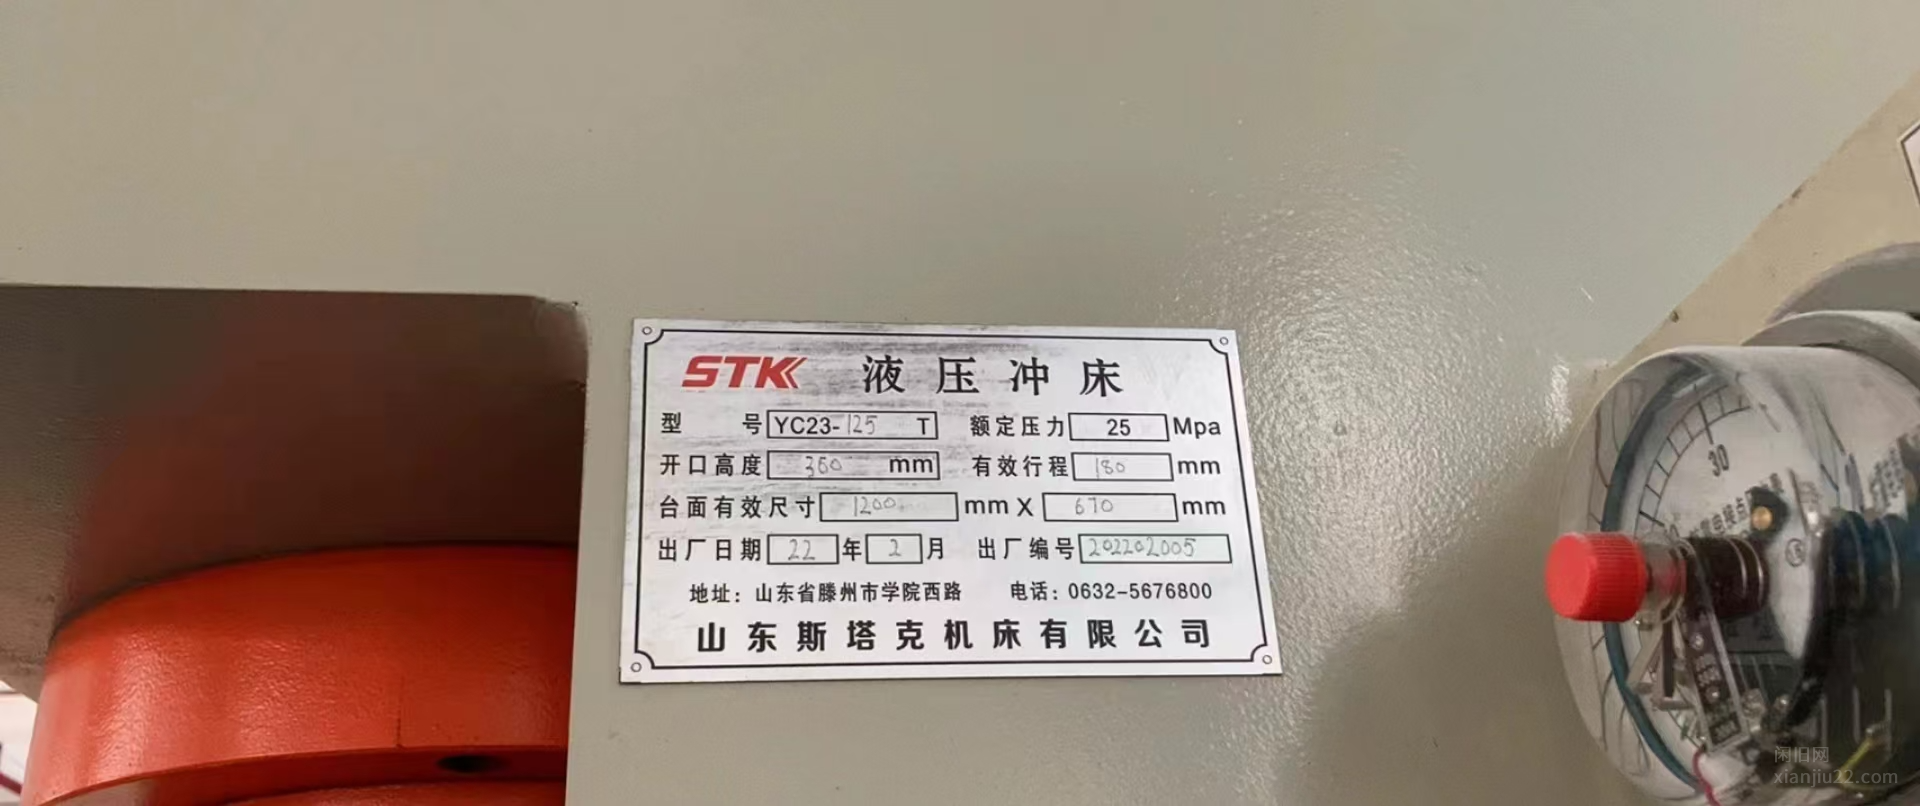 STK 液压冲床
型 号 YC23-125 T 额定压力 25 Mpa
开口高度 360 mm 有效行程 180 mm
台面有效尺寸 1200 mm X 670 mm
出厂日期 22 年 2 月 出厂编号 202202005
地址：山东省滕州市学院西路 电话：0632-5676800
山东斯塔克机床有限公司
30
闲旧网
xianjiu22.com